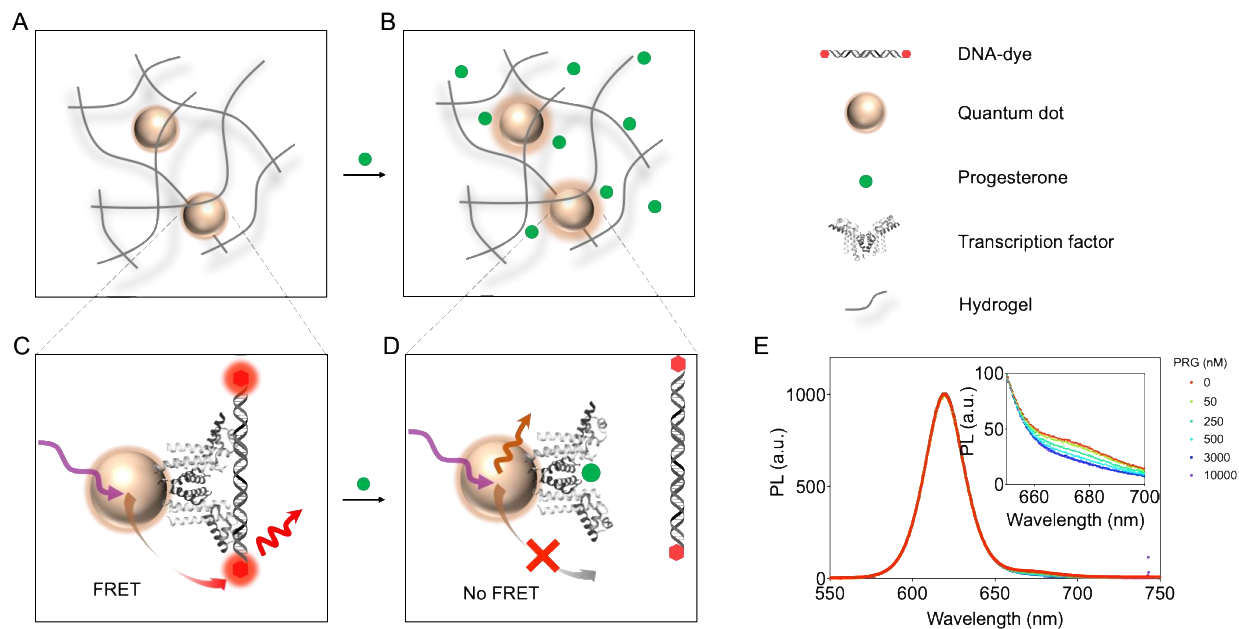 A
B
DNA-dye
Quantum dot
Progesterone
Transcription factor
Hydrogel
C
FRET
D
No FRET
E
PL (a.u.)
1000
500
0
550
600
650
700
750
Wavelength (nm)
PL (a.u.)
100
50
0
660
680
700
Wavelength (nm)
PRG (nM)
0
50
250
500
3000
10000